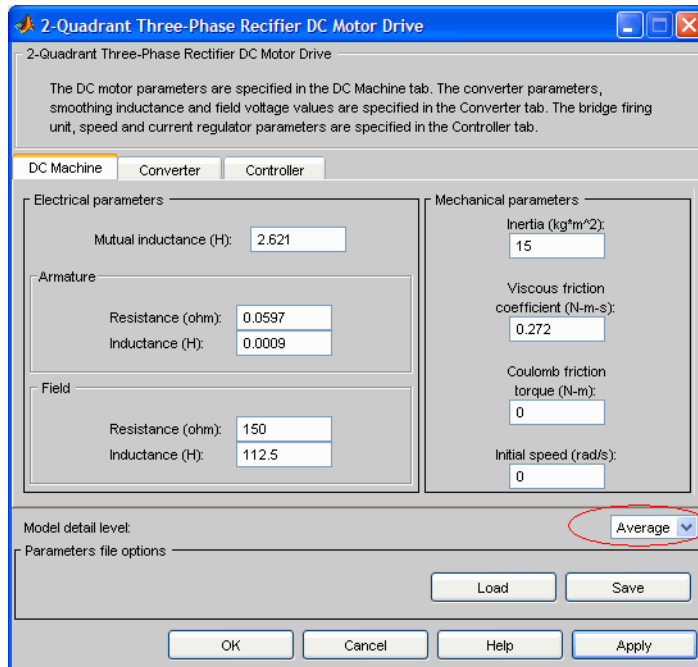 2-Quadrant Three-Phase Rectifier DC Motor Drive
2-Quadrant Three-Phase Rectifier DC Motor Drive
The DC motor parameters are specified in the DC Machine tab. The converter parameters,
smoothing inductance and field voltage values are specified in the Converter tab. The bridge firing
unit, speed and current regulator parameters are specified in the Controller tab.
DC Machine Converter Controller
Electrical parameters
Mutual inductance (H): 2.621
Armature
Resistance (ohm): 0.0597
Inductance (H): 0.0009
Field
Resistance (ohm): 150
Inductance (H): 112.5
Mechanical parameters
Inertia (kg*m^2):
15
Viscous friction
coefficient (N-m-s):
0.272
Coulomb friction
torque (N-m):
0
Initial speed (rad/s):
0
Model detail level: Average
Parameters file options
Load Save
OK Cancel Help Apply